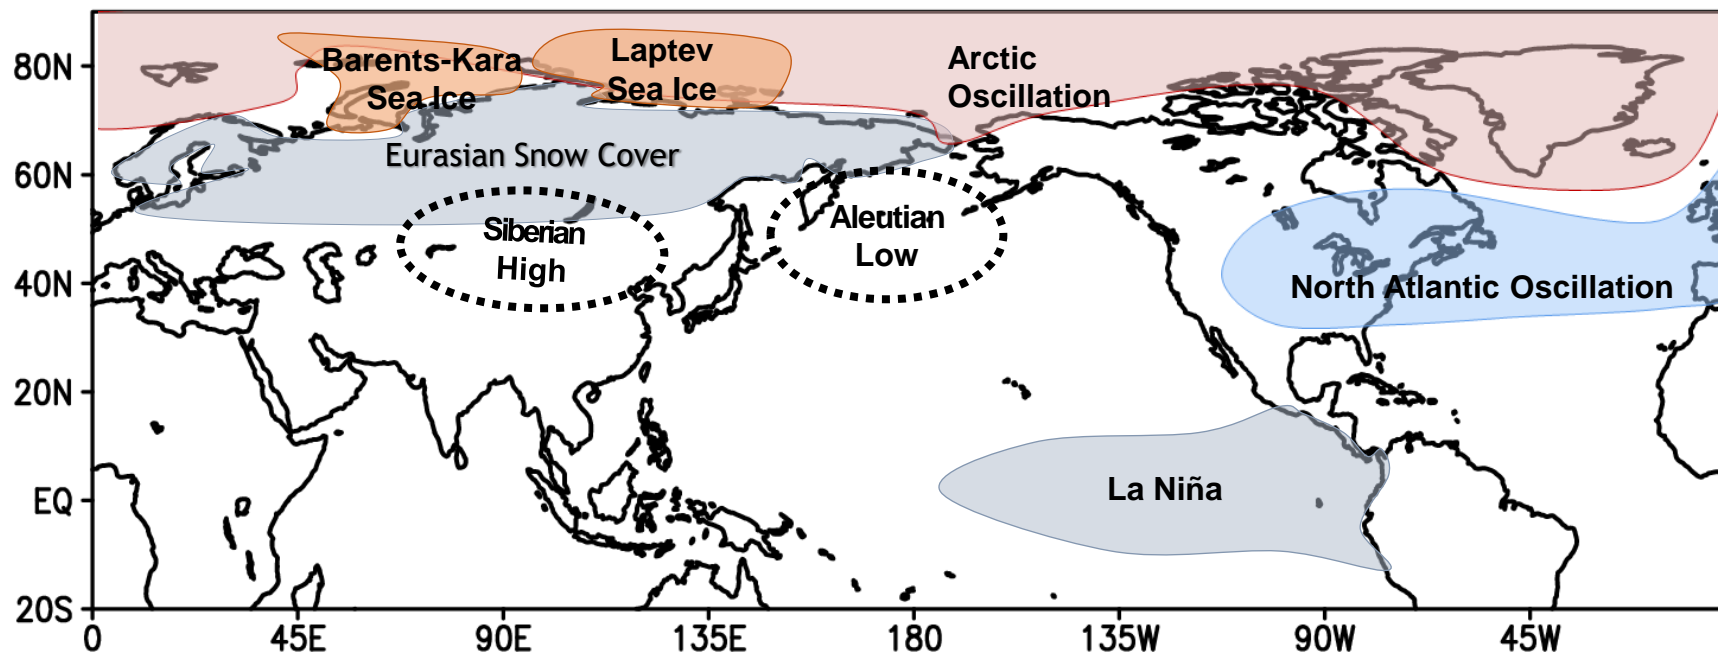 80N
60N
40N
20N
EQ
20S
Barents-Kara
Sea Ice
Laptev
Sea Ice
Arctic
Oscillation
Eurasian Snow Cover
Siberian
High
Aleutian
Low
North Atlantic Oscillation
La Niña
0
45E
90E
135E
180
135W
90W
45W